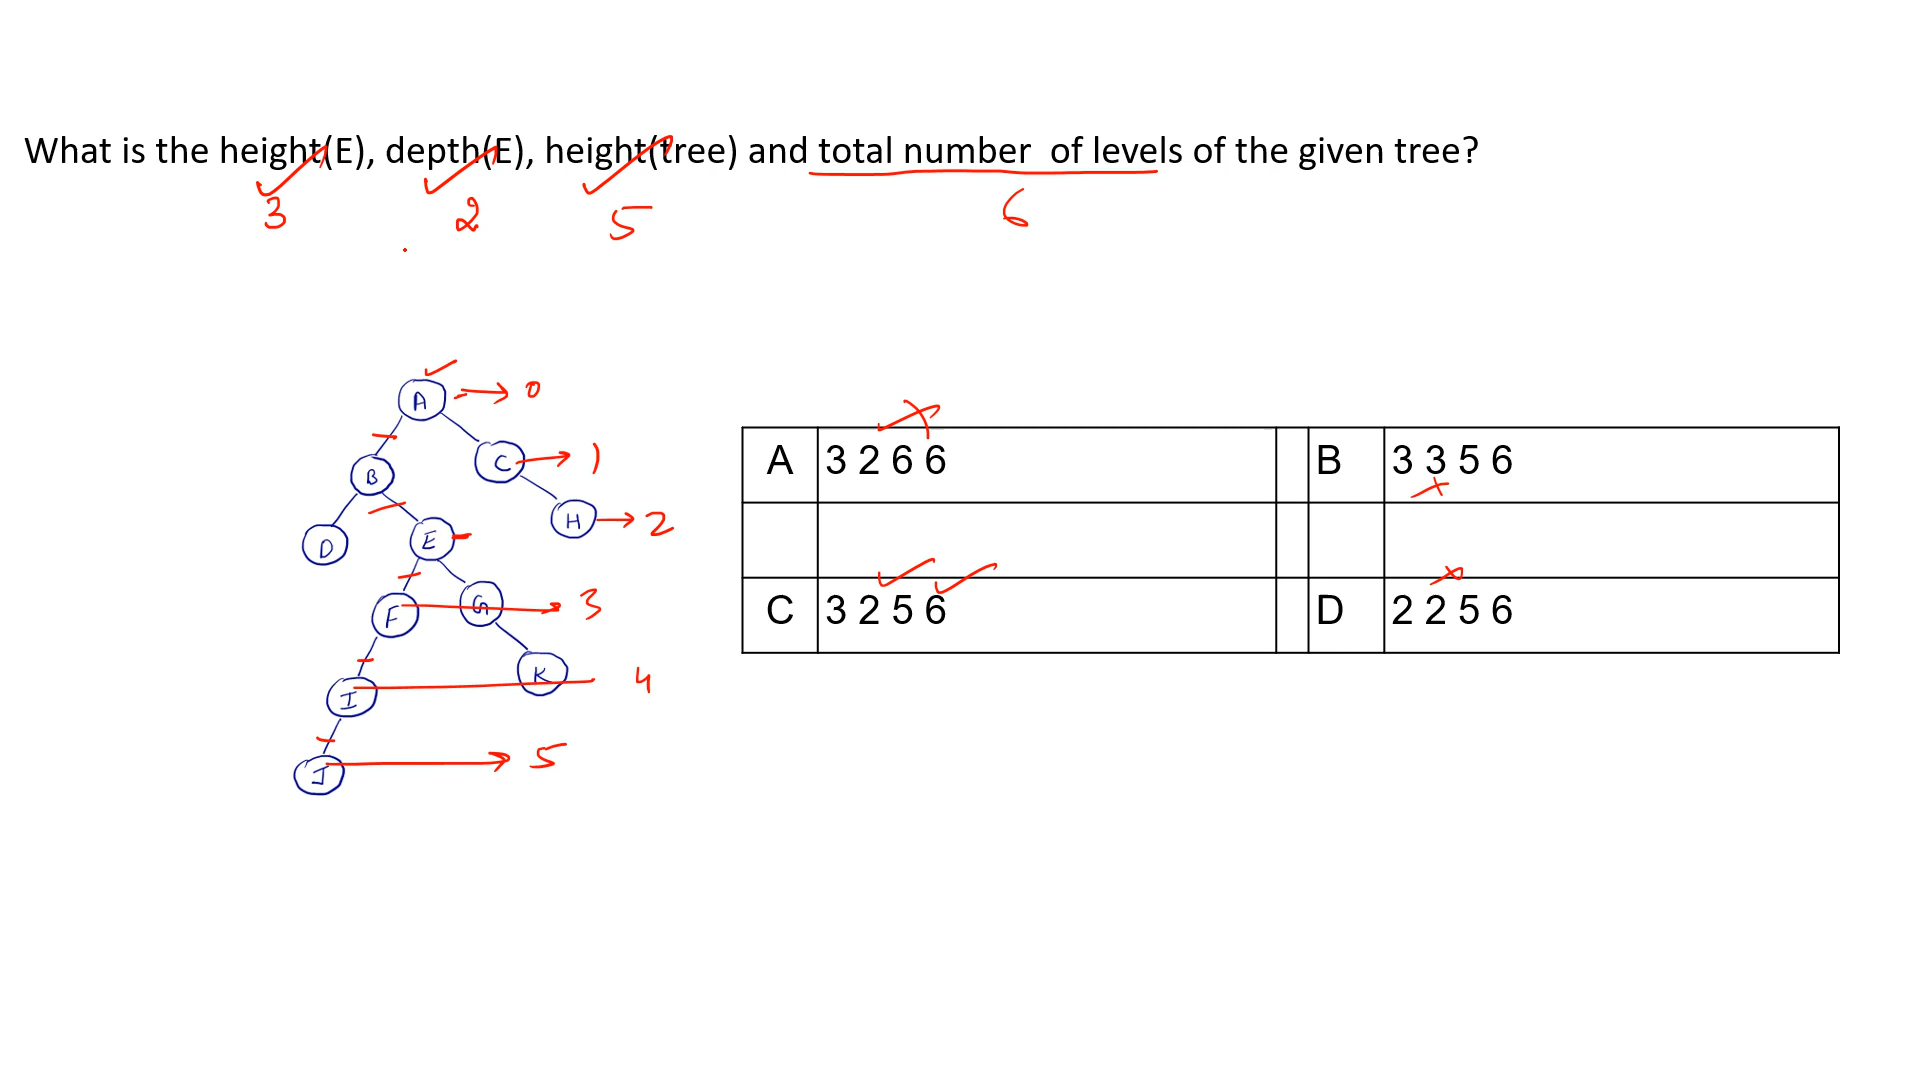 What is the height(E), depth(E), height(tree) and total number of levels of the given tree?
3 2 5 6
A → 0
B C → 1
D E H → 2
F G 3
I K 4
J → 5
A 3 2 6 6 B 3 3 5 6
C 3 2 5 6 D 2 2 5 6